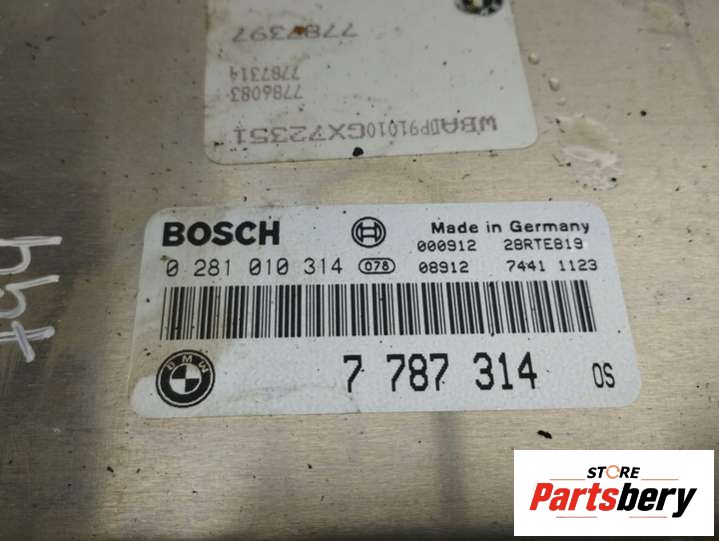 7787397
7787314
7786083
WBADP91010GX72351
BOSCH
Made in Germany
000912 28RTE819
0 281 010 314 078 08912 7441 1123
BMW
7 787 314 OS
STORE
Partsbery